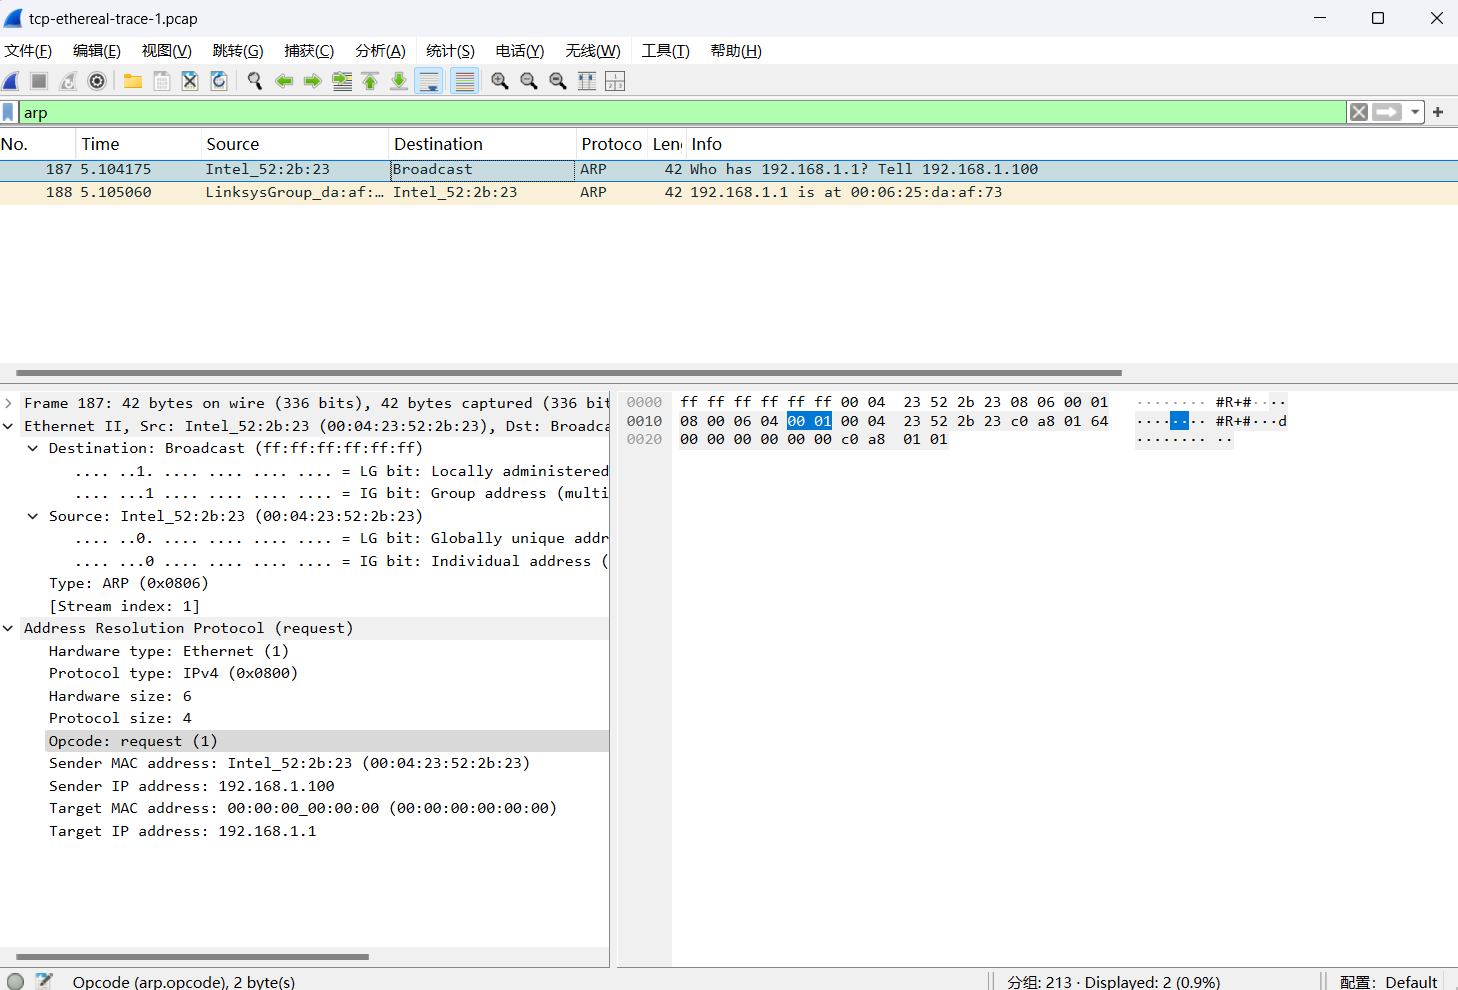 tcp-ethereal-trace-1.pcap
文件(F) 编辑(E) 视图(V) 跳转(G) 捕获(C) 分析(A) 统计(S) 电话(Y) 无线(W) 工具(T) 帮助(H)
arp
No. Time Source Destination Protoco Len Info
187 5.104175 Intel_52:2b:23 Broadcast ARP 42 Who has 192.168.1.1? Tell 192.168.1.100
188 5.105060 LinksysGroup_da:af:… Intel_52:2b:23 ARP 42 192.168.1.1 is at 00:06:25:da:af:73
Frame 187: 42 bytes on wire (336 bits), 42 bytes captured (336 bit
Ethernet II, Src: Intel_52:2b:23 (00:04:23:52:2b:23), Dst: Broadca
Destination: Broadcast (ff:ff:ff:ff:ff:ff)
.... ..1. .... .... .... .... = LG bit: Locally administered
.... ...1 .... .... .... .... = IG bit: Group address (multi
Source: Intel_52:2b:23 (00:04:23:52:2b:23)
.... ..0. .... .... .... .... = LG bit: Globally unique addr
.... ...0 .... .... .... .... = IG bit: Individual address (
Type: ARP (0x0806)
[Stream index: 1]
Address Resolution Protocol (request)
Hardware type: Ethernet (1)
Protocol type: IPv4 (0x0800)
Hardware size: 6
Protocol size: 4
Opcode: request (1)
Sender MAC address: Intel_52:2b:23 (00:04:23:52:2b:23)
Sender IP address: 192.168.1.100
Target MAC address: 00:00:00_00:00:00 (00:00:00:00:00:00)
Target IP address: 192.168.1.1
0000 ff ff ff ff ff ff 00 04 23 52 2b 23 08 06 00 01 ········ #R+#····
0010 08 00 06 04 00 01 00 04 23 52 2b 23 c0 a8 01 64 ········ #R+#···d
0020 00 00 00 00 00 00 c0 a8 01 01 ········ ··
Opcode (arp.opcode), 2 byte(s)
分组: 213 · Displayed: 2 (0.9%)
配置: Default